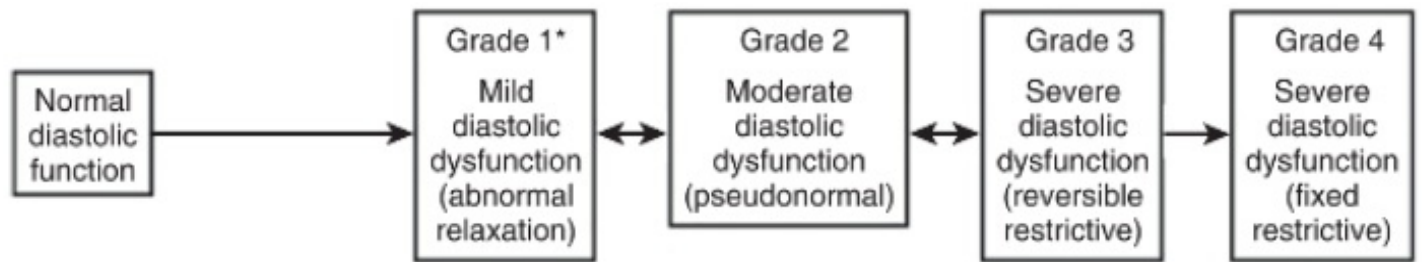 Normal
diastolic
function
Grade 1*
Mild
diastolic
dysfunction
(abnormal
relaxation)
Grade 2
Moderate
diastolic
dysfunction
(pseudonormal)
Grade 3
Severe
diastolic
dysfunction
(reversible
restrictive)
Grade 4
Severe
diastolic
dysfunction
(fixed
restrictive)